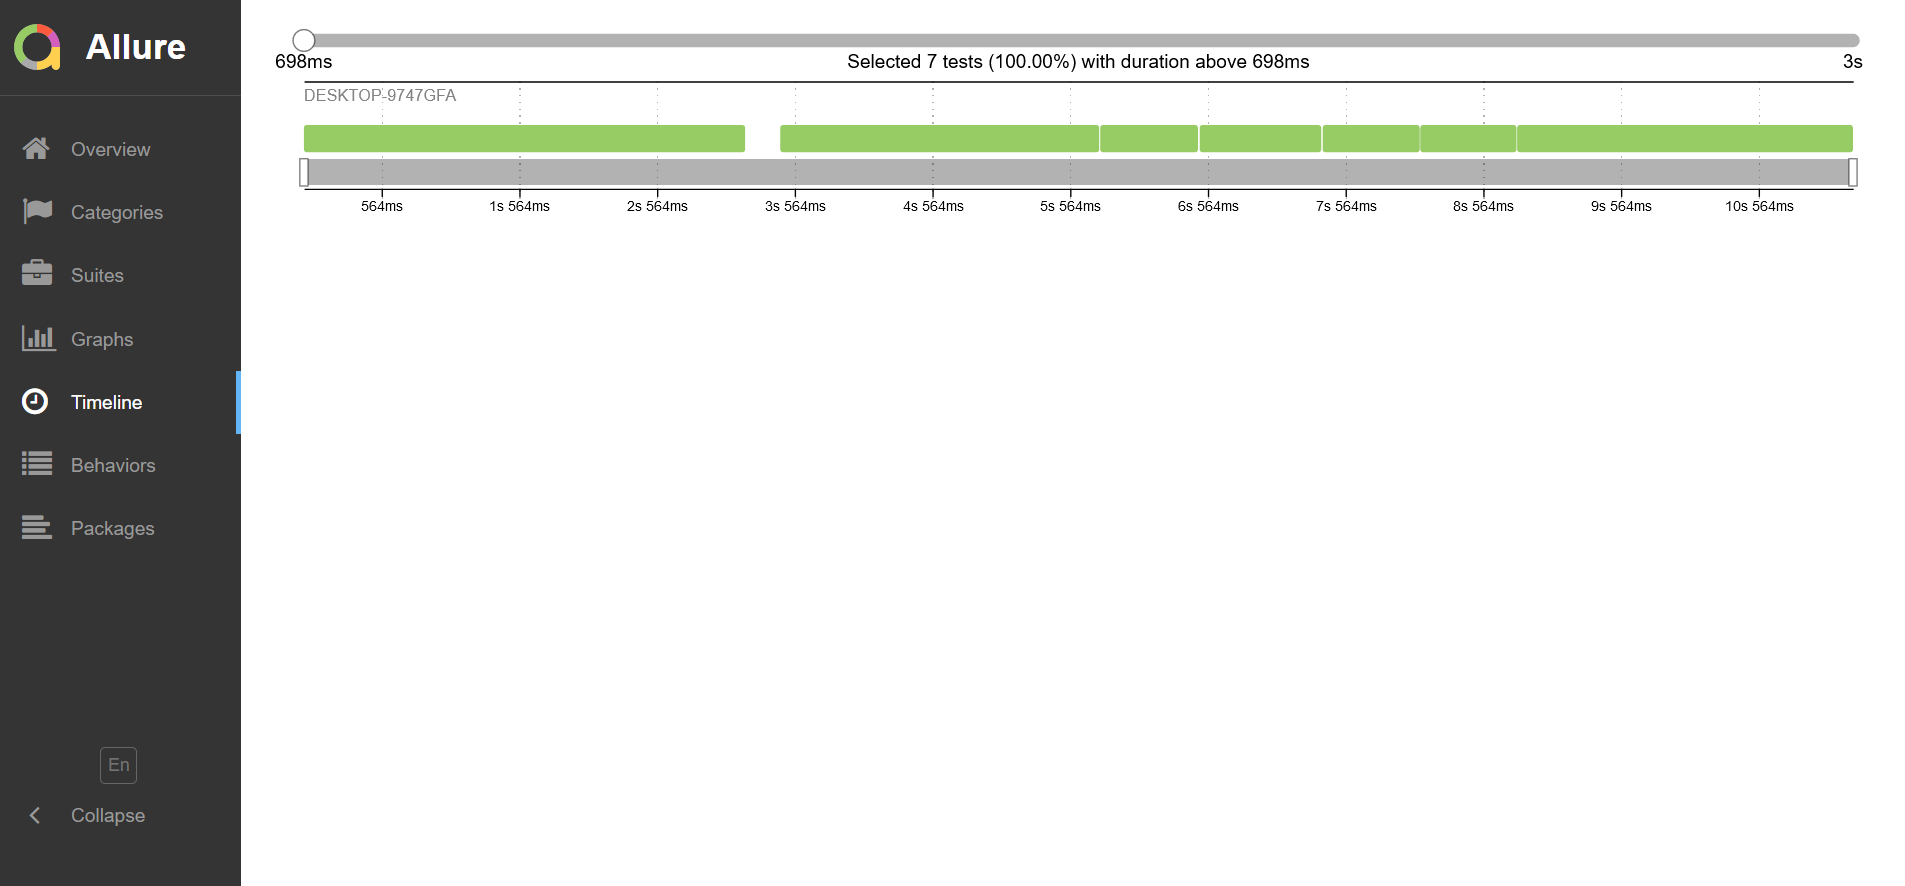 Allure
Overview
Categories
Suites
Graphs
Timeline
Behaviors
Packages
En
Collapse
698ms
Selected 7 tests (100.00%) with duration above 698ms
3s
DESKTOP-9747GFA
564ms
1s 564ms
2s 564ms
3s 564ms
4s 564ms
5s 564ms
6s 564ms
7s 564ms
8s 564ms
9s 564ms
10s 564ms